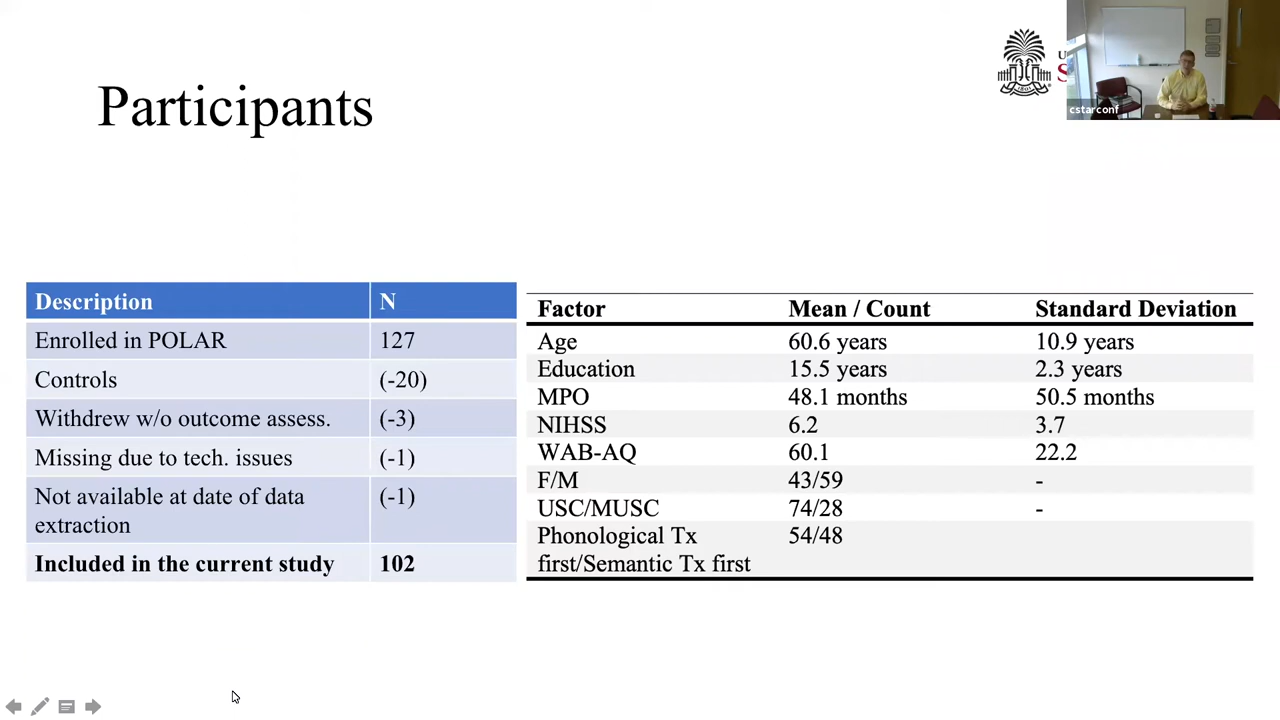 Participants
U
S
cstarconf
Description N
Enrolled in POLAR 127
Controls (-20)
Withdrew w/o outcome assess. (-3)
Missing due to tech. issues (-1)
Not available at date of data (-1)
extraction
Included in the current study 102
Factor Mean / Count Standard Deviation
Age 60.6 years 10.9 years
Education 15.5 years 2.3 years
MPO 48.1 months 50.5 months
NIHSS 6.2 3.7
WAB-AQ 60.1 22.2
F/M 43/59 -
USC/MUSC 74/28 -
Phonological Tx 54/48
first/Semantic Tx first